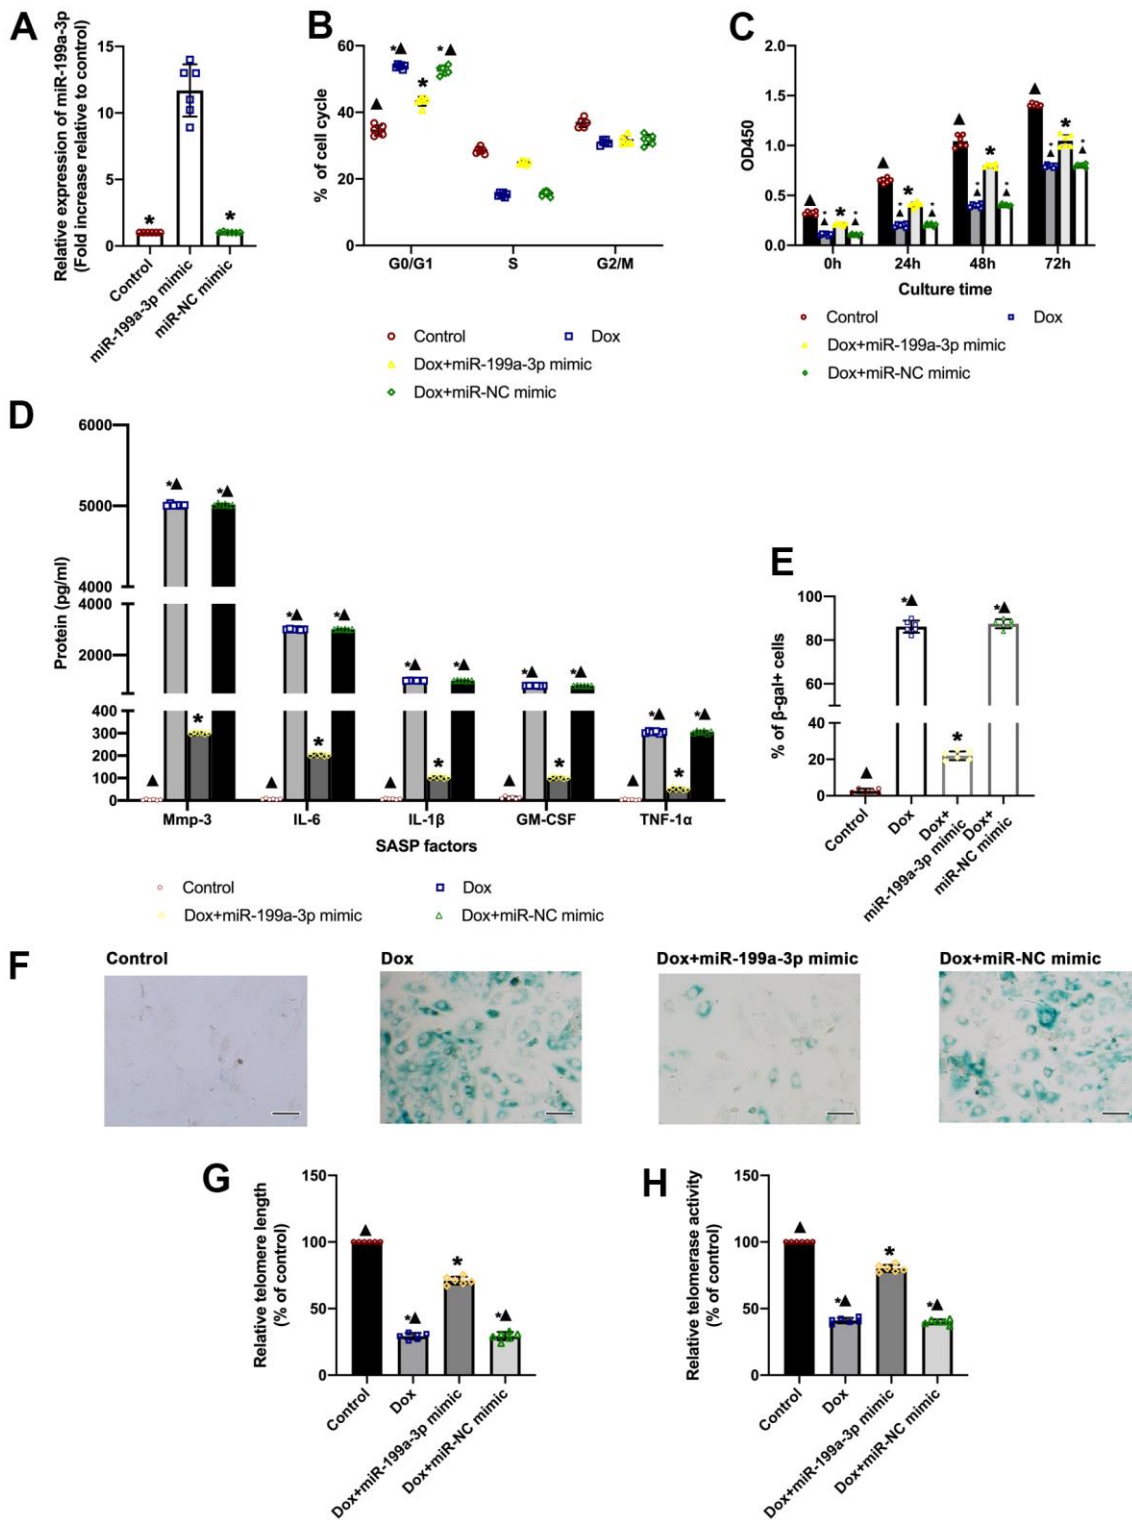 A
Relative expression of miR-199a-3p
(Fold increase relative to control)
15
10
5
0
Control
miR-199a-3p mimic
miR-NC mimic
* *
B
% of cell cycle
60
40
20
0
*▲ *▲
▲ *
G0/G1 S G2/M
Control Dox
Dox+miR-199a-3p mimic
Dox+miR-NC mimic
C
OD450
2.0
1.5
1.0
0.5
0.0
0h 24h 48h 72h
Culture time
Control Dox
Dox+miR-199a-3p mimic
Dox+miR-NC mimic
D
Protein (pg/ml)
6000
5000
4000
4000
2000
400
300
200
100
0
Mmp-3 IL-6 IL-1β GM-CSF TNF-1α
SASP factors
Control Dox
Dox+miR-199a-3p mimic Dox+miR-NC mimic
E
% of β-gal+ cells
100
80
60
40
20
0
Control
Dox
Dox+
miR-199a-3p mimic
Dox+
miR-NC mimic
F
Control Dox Dox+miR-199a-3p mimic Dox+miR-NC mimic
G
Relative telomere length
(% of control)
150
100
50
0
Control
Dox
Dox+miR-199a-3p mimic
Dox+miR-NC mimic
H
Relative telomerase activity
(% of control)
150
100
50
0
Control
Dox
Dox+miR-199a-3p mimic
Dox+miR-NC mimic